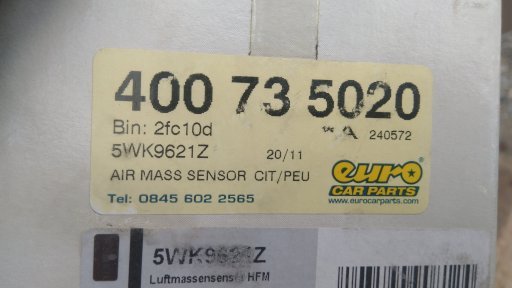 400 73 5020
Bin: 2fc10d
*A 240572
5WK9621Z 20/11
AIR MASS SENSOR CIT/PEU
euro
CAR PARTS
www.eurocarparts.com
Tel: 0845 602 2565
5WK9621Z
Luftmassensensor HFM